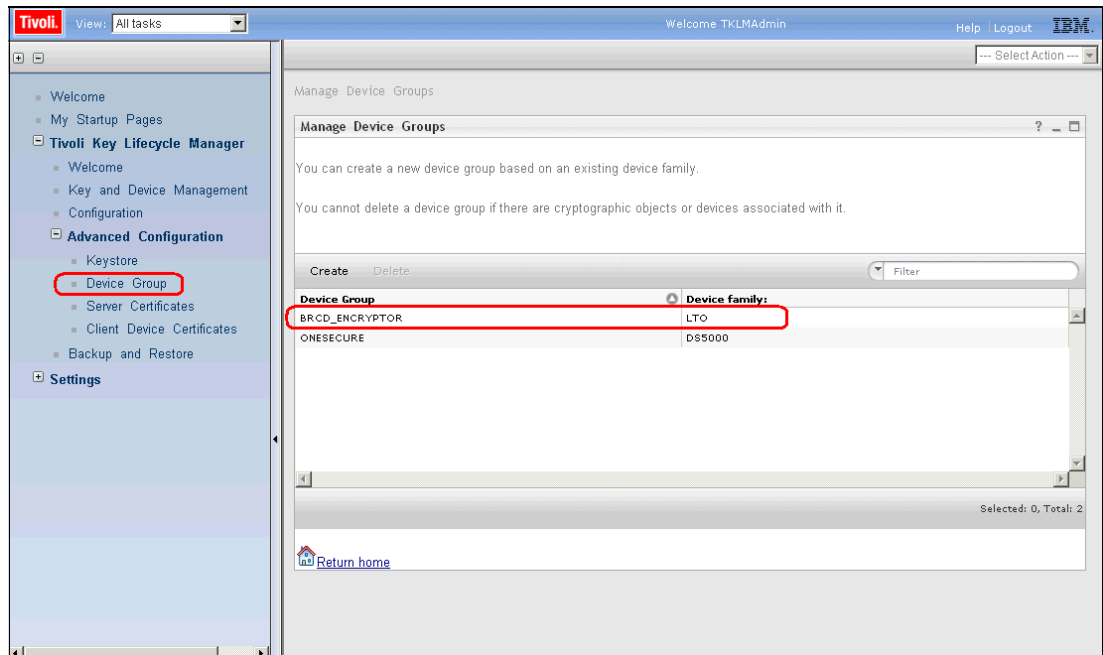 Tivoli. View: All tasks Welcome TKLMAdmin Help Logout IBM.
--- Select Action ---
Welcome
My Startup Pages
Tivoli Key Lifecycle Manager
Welcome
Key and Device Management
Configuration
Advanced Configuration
Keystore
Device Group
Server Certificates
Client Device Certificates
Backup and Restore
Settings
Manage Device Groups
Manage Device Groups ? _
You can create a new device group based on an existing device family.
You cannot delete a device group if there are cryptographic objects or devices associated with it.
Create Delete Filter
Device Group Device family:
BRCD_ENCRYPTOR LTO
ONESECURE DS5000
Selected: 0, Total: 2
Return home